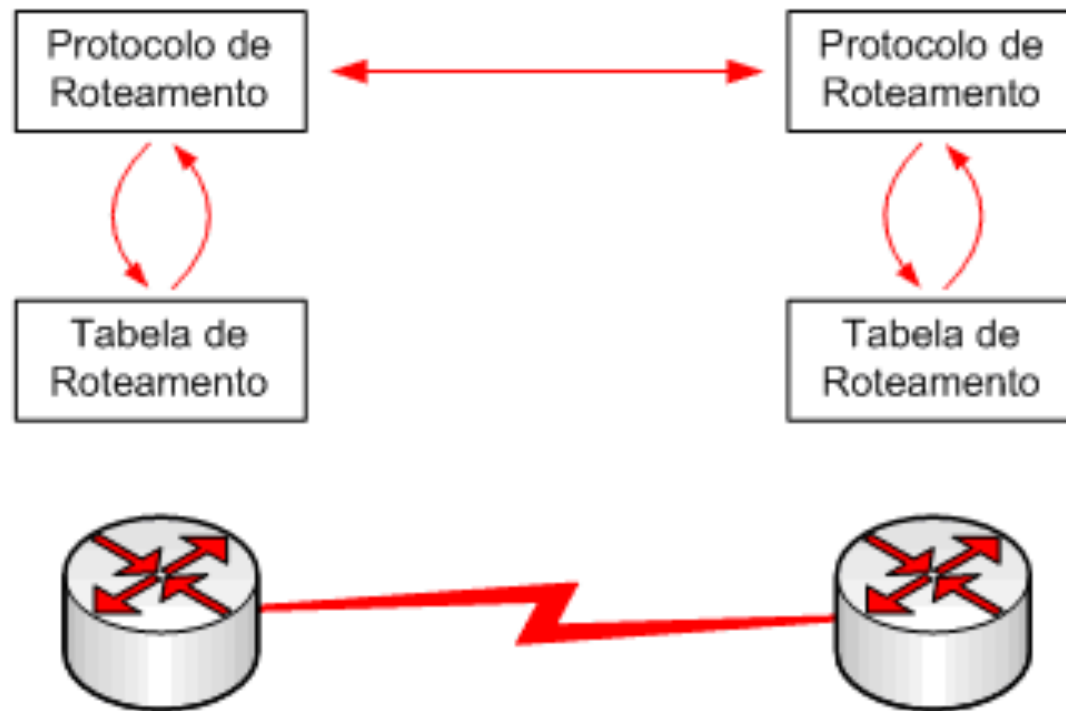 Protocolo de
Roteamento
Protocolo de
Roteamento
Tabela de
Roteamento
Tabela de
Roteamento